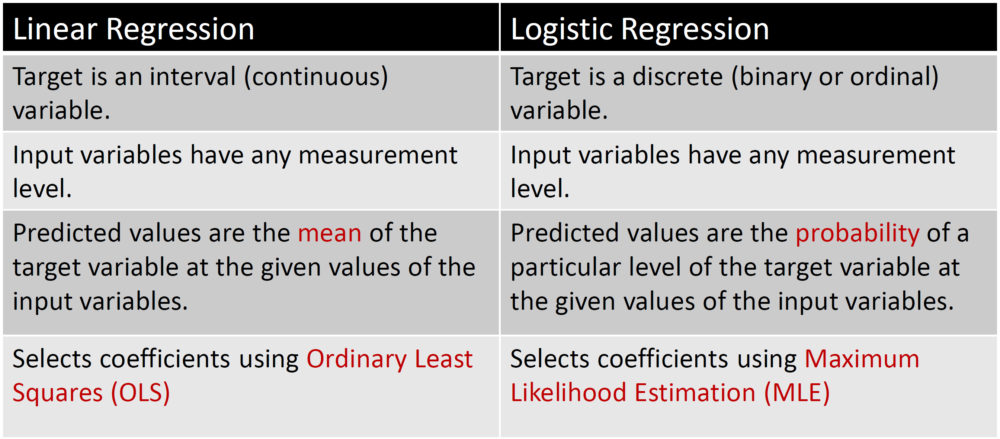 Linear Regression
Logistic Regression
Target is an interval (continuous)
variable.
Target is a discrete (binary or ordinal)
variable.
Input variables have any measurement
level.
Input variables have any measurement
level.
Predicted values are the mean of the
target variable at the given values of the
input variables.
Predicted values are the probability of a
particular level of the target variable at
the given values of the input variables.
Selects coefficients using Ordinary Least
Squares (OLS)
Selects coefficients using Maximum
Likelihood Estimation (MLE)